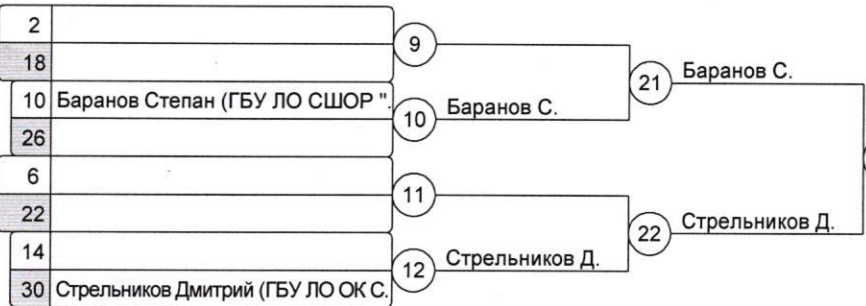 2
18
9
10 Баранов Степан (ГБУ ЛО СШОР ".
26
10 Баранов С.
21 Баранов С.
6
22
11
14
30 Стрельников Дмитрий (ГБУ ЛО ОК С.
12 Стрельников Д.
22 Стрельников Д.